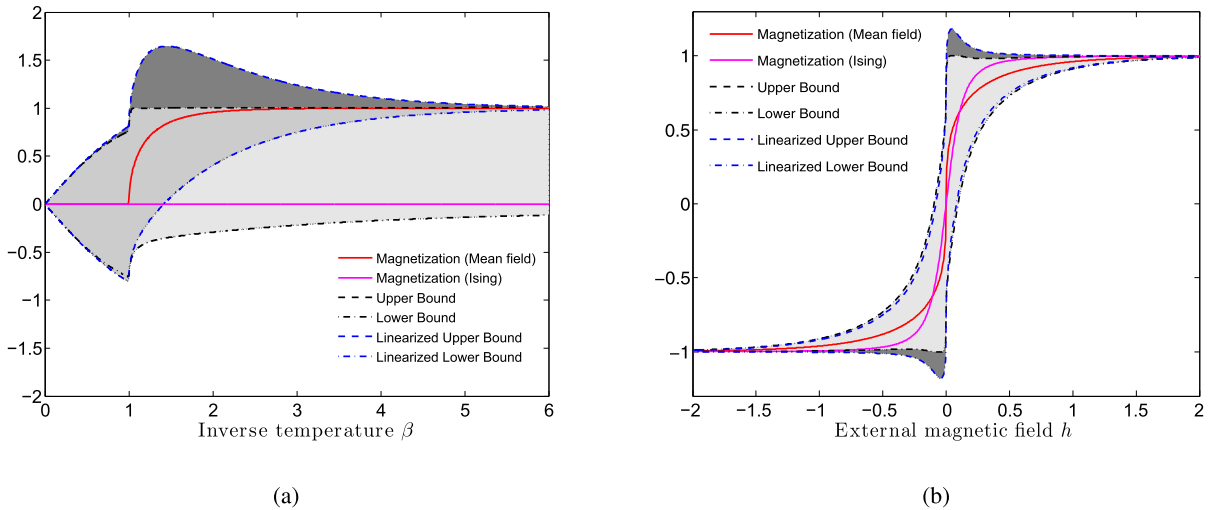 2
1.5
1
0.5
0
−0.5
−1
−1.5
−2
0 1 2 3 4 5 6
Magnetization (Mean field)
Magnetization (Ising)
Upper Bound
Lower Bound
Linearized Upper Bound
Linearized Lower Bound
Inverse temperature β
(a)
Magnetization (Mean field)
Magnetization (Ising)
Upper Bound
Lower Bound
Linearized Upper Bound
Linearized Lower Bound
1
0.5
0
−0.5
−1
−2 −1.5 −1 −0.5 0 0.5 1 1.5 2
External magnetic field h
(b)